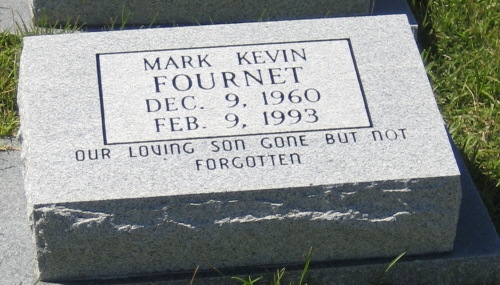 MARK KEVIN
FOURNET
DEC. 9, 1960
FEB. 9, 1993
OUR LOVING SON GONE BUT NOT
FORGOTTEN